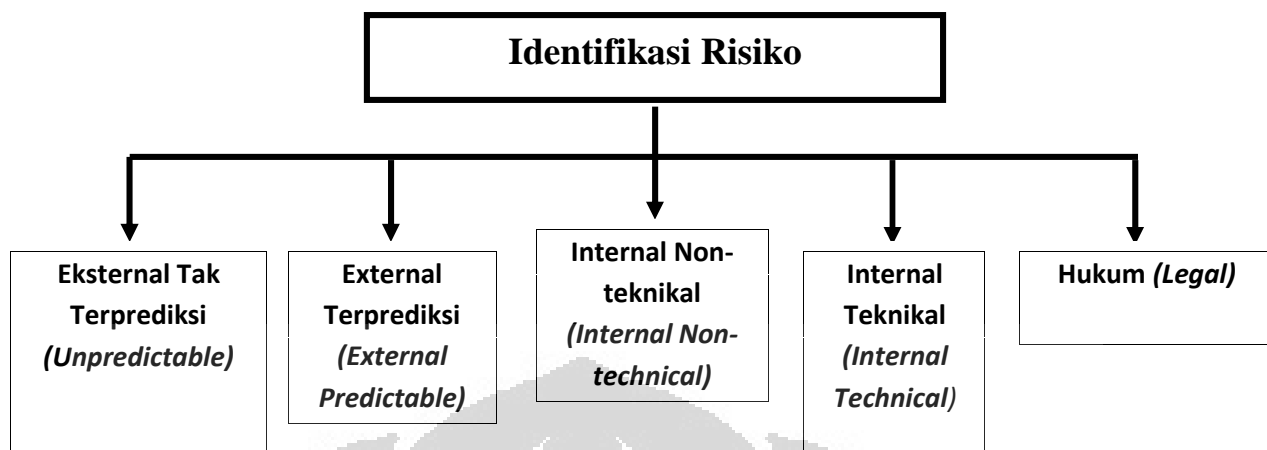 Identifikasi Risiko
Eksternal Tak
Terprediksi
(Unpredictable)
External
Terprediksi
(External
Predictable)
Internal Non-
teknikal
(Internal Non-
technical)
Internal
Teknikal
(Internal
Technical)
Hukum (Legal)